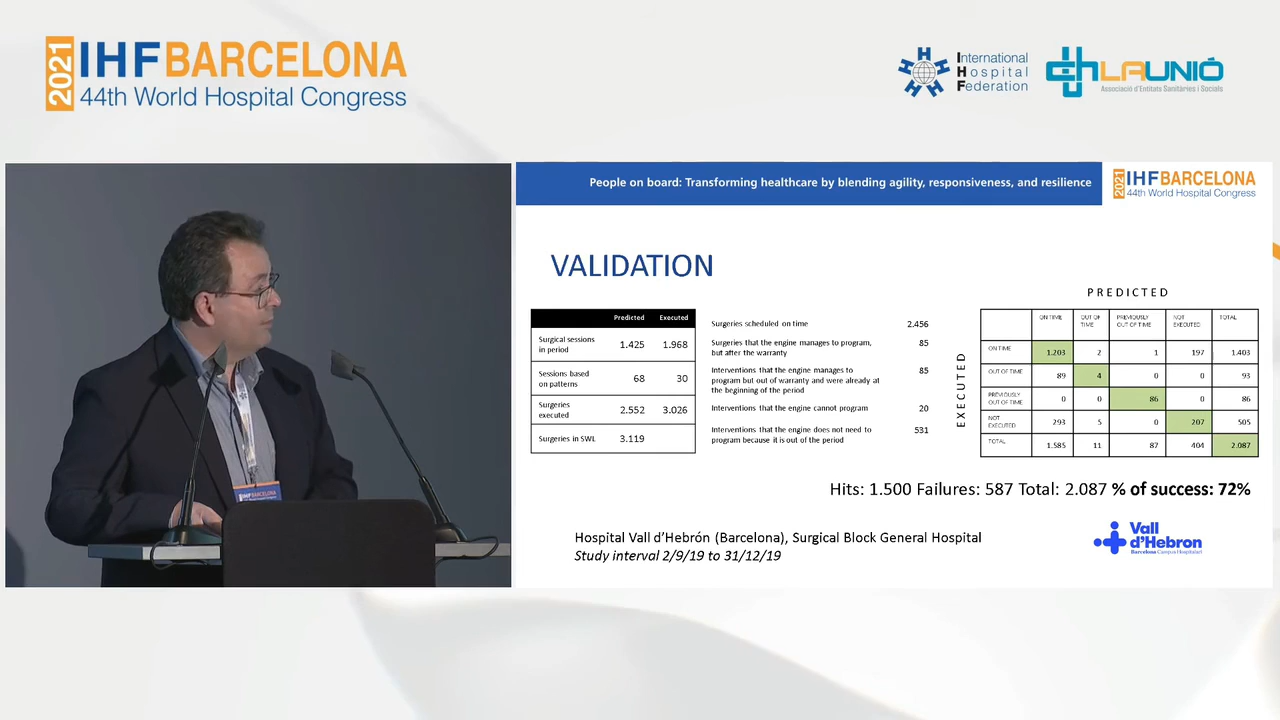 2021 IHF BARCELONA
44th World Hospital Congress
International
Hospital
Federation
LAUNIÓ
Associació d'Entitats Sanitàries i Socials
People on board: Transforming healthcare by blending agility, responsiveness, and resilience
2021 IHF BARCELONA
44th World Hospital Congress
VALIDATION
Predicted Executed
Surgical sessions in period 1.425 1.968
Sessions based on patterns 68 30
Surgeries executed 2.552 3.026
Surgeries in SWL 3.119
Surgeries scheduled on time 2.456
Surgeries that the engine manages to program, 85
but after the warranty
Interventions that the engine manages to 85
program but out of warranty and were already at
the beginning of the period
Interventions that the engine cannot program 20
Interventions that the engine does not need to 531
program because it is out of the period
PREDICTED
EXECUTED
ON TIME OUT OF TIME PREVIOUSLY OUT OF TIME NOT EXECUTED TOTAL
ON TIME 1.203 2 1 197 1.403
OUT OF TIME 89 4 0 0 93
PREVIOUSLY OUT OF TIME 0 0 86 0 86
NOT EXECUTED 293 5 0 207 505
TOTAL 1.585 11 87 404 2.087
Hits: 1.500 Failures: 587 Total: 2.087 % of success: 72%
Hospital Vall d'Hebrón (Barcelona), Surgical Block General Hospital
Study interval 2/9/19 to 31/12/19
Vall
d'Hebron
Barcelona Campus Hospitalari